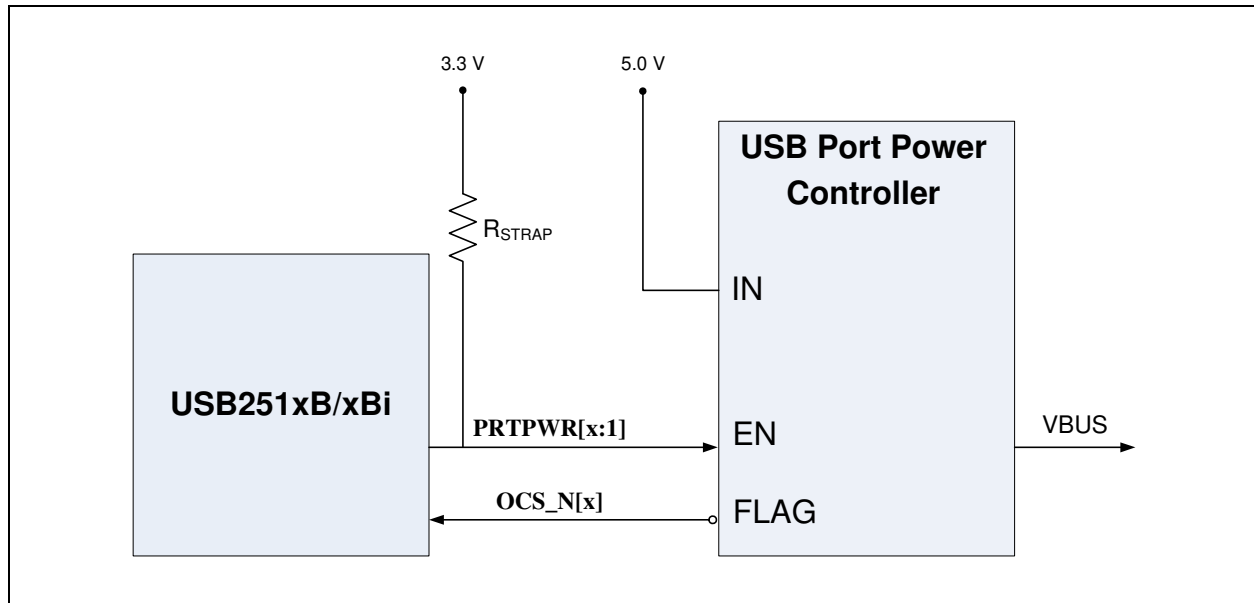 3.3 V
5.0 V
USB Port Power
Controller
RSTRAP
IN
USB251xB/xBi
PRTPWR[x:1]
EN
VBUS
OCS_N[x]
FLAG